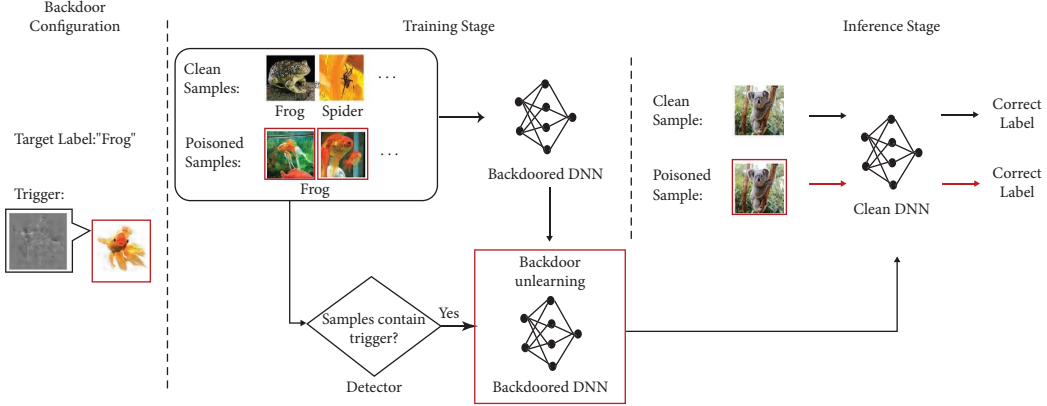 Backdoor
Configuration
Target Label:"Frog"
Trigger:
Training Stage
Clean
Samples:
Frog
Spider
. . .
Poisoned
Samples:
. . .
Frog
Backdoored DNN
Samples contain
trigger?
Detector
Yes
Backdoor
unlearning
Backdoored DNN
Inference Stage
Clean
Sample:
Correct
Label
Poisoned
Sample:
Correct
Label
Clean DNN